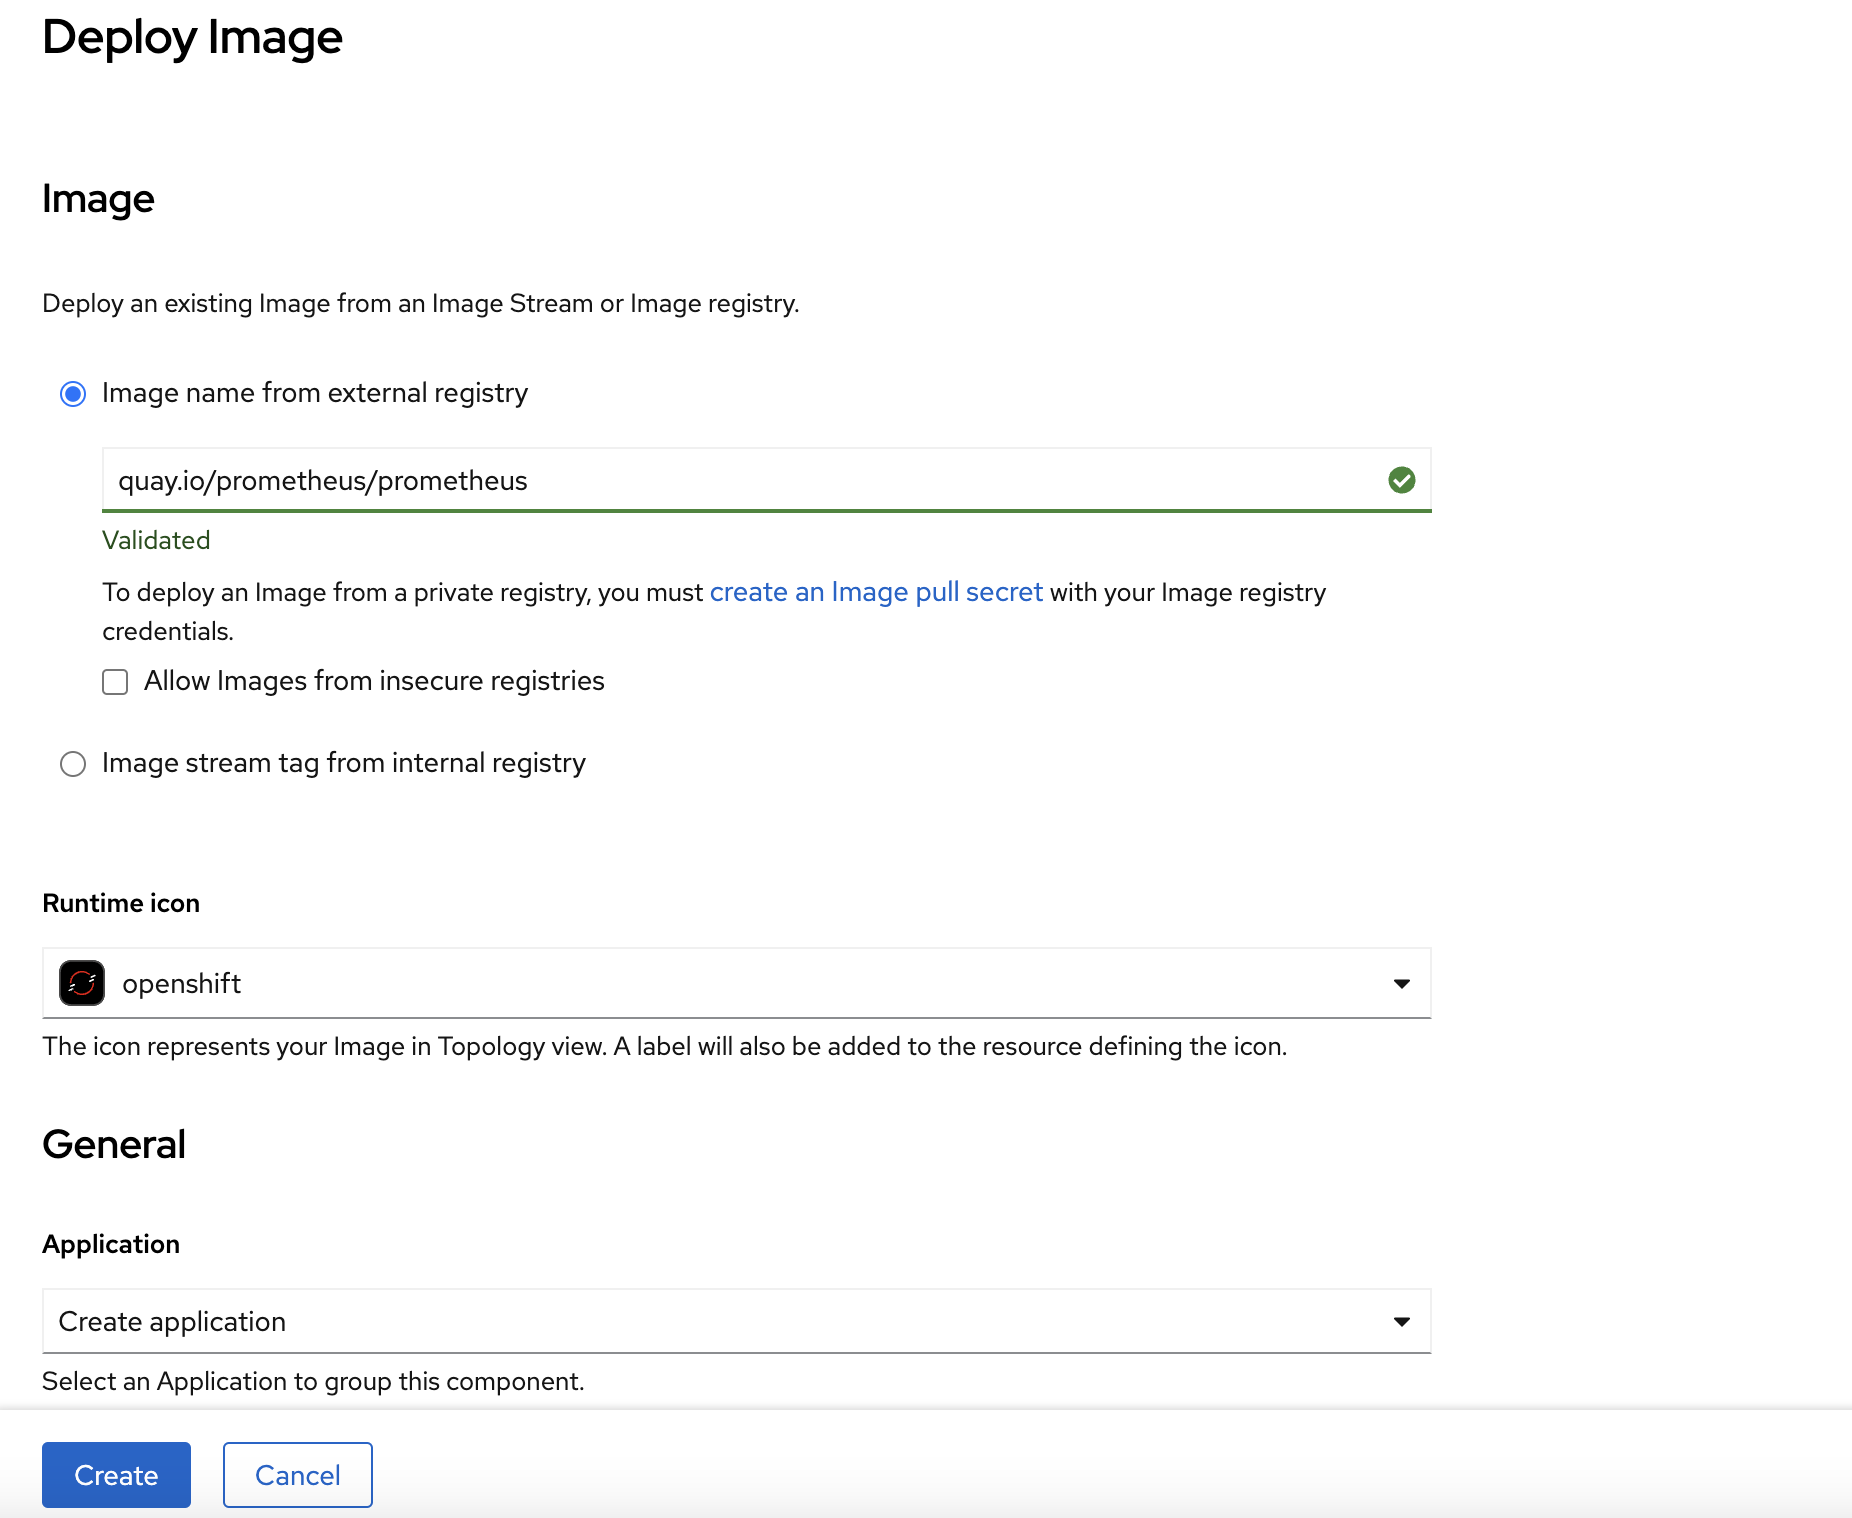 Deploy Image
Image
Deploy an existing Image from an Image Stream or Image registry.
Image name from external registry
quay.io/prometheus/prometheus
Validated
To deploy an Image from a private registry, you must create an Image pull secret with your Image registry
credentials.
Allow Images from insecure registries
Image stream tag from internal registry
Runtime icon
openshift
The icon represents your Image in Topology view. A label will also be added to the resource defining the icon.
General
Application
Create application
Select an Application to group this component.
Create
Cancel